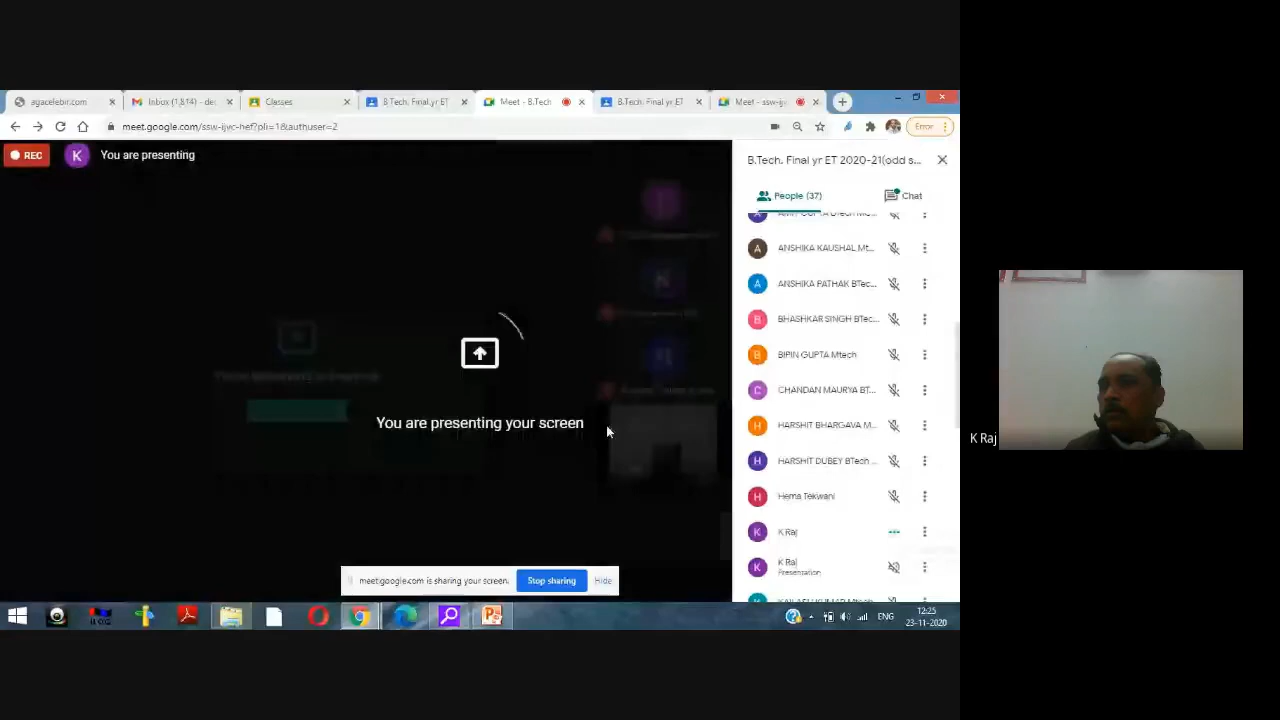 agacelebir.com
Inbox (1,814) - de
Classes
B.Tech. Final yr ET
Meet - B.Tech
B.Tech. Final yr ET
Meet - ssw-ijw
meet.google.com/ssw-ijwc-hef?pli=1&authuser=2
Error
REC
K
You are presenting
B.Tech. Final yr ET 2020-21(odd s...
People (37)
Chat
A
A
ANSHIKA KAUSHAL Mt...
A
ANSHIKA PATHAK BTec...
B
BHASHKAR SINGH BTec...
B
BIPIN GUPTA Mtech
C
CHANDAN MAURYA BT...
H
HARSHIT BHARGAVA M...
H
HARSHIT DUBEY BTech ...
H
Hema Tekwani
K
K Raj
K
K Raj
Presentation
You are presenting your screen
meet.google.com is sharing your screen.
Stop sharing
Hide
ENG
12:25
23-11-2020
K Raj